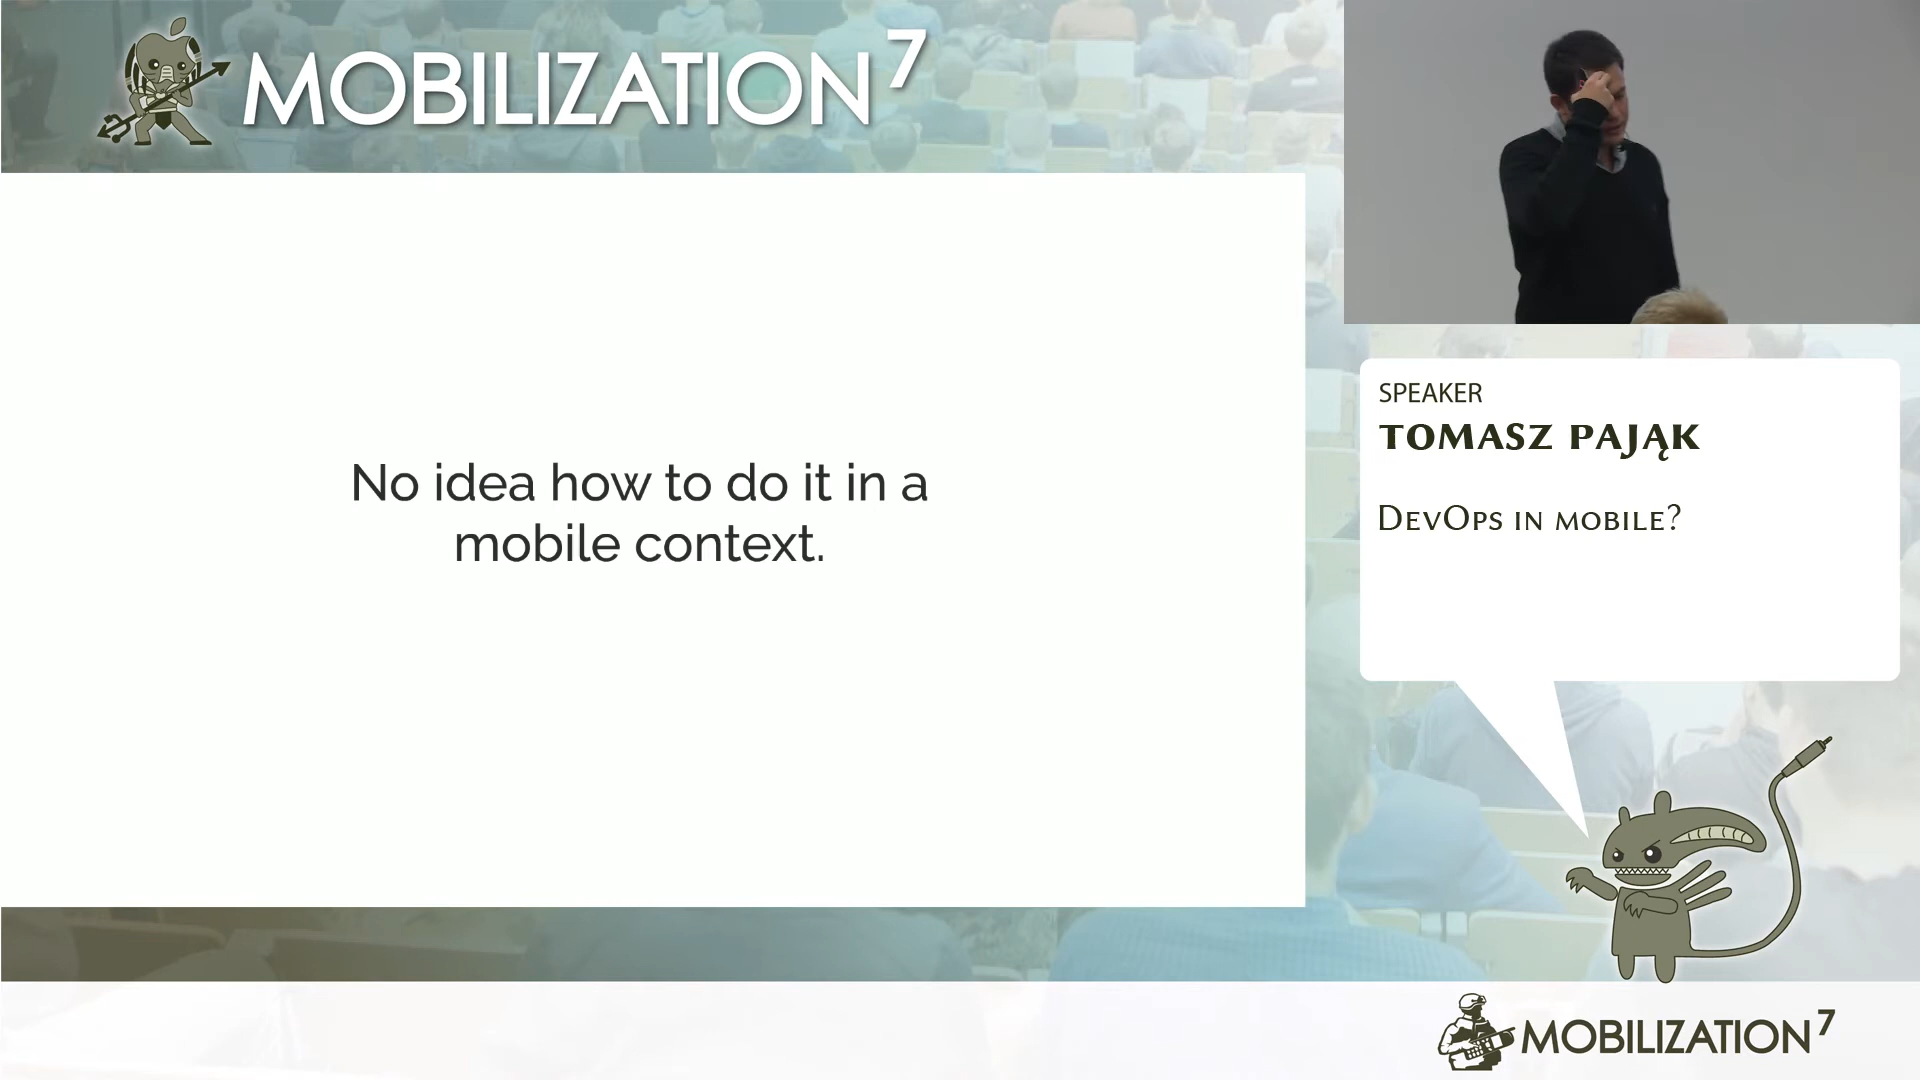 MOBILIZATION 7
No idea how to do it in a
mobile context.
SPEAKER
TOMASZ PAJĄK
DEVOPS IN MOBILE?
MOBILIZATION 7